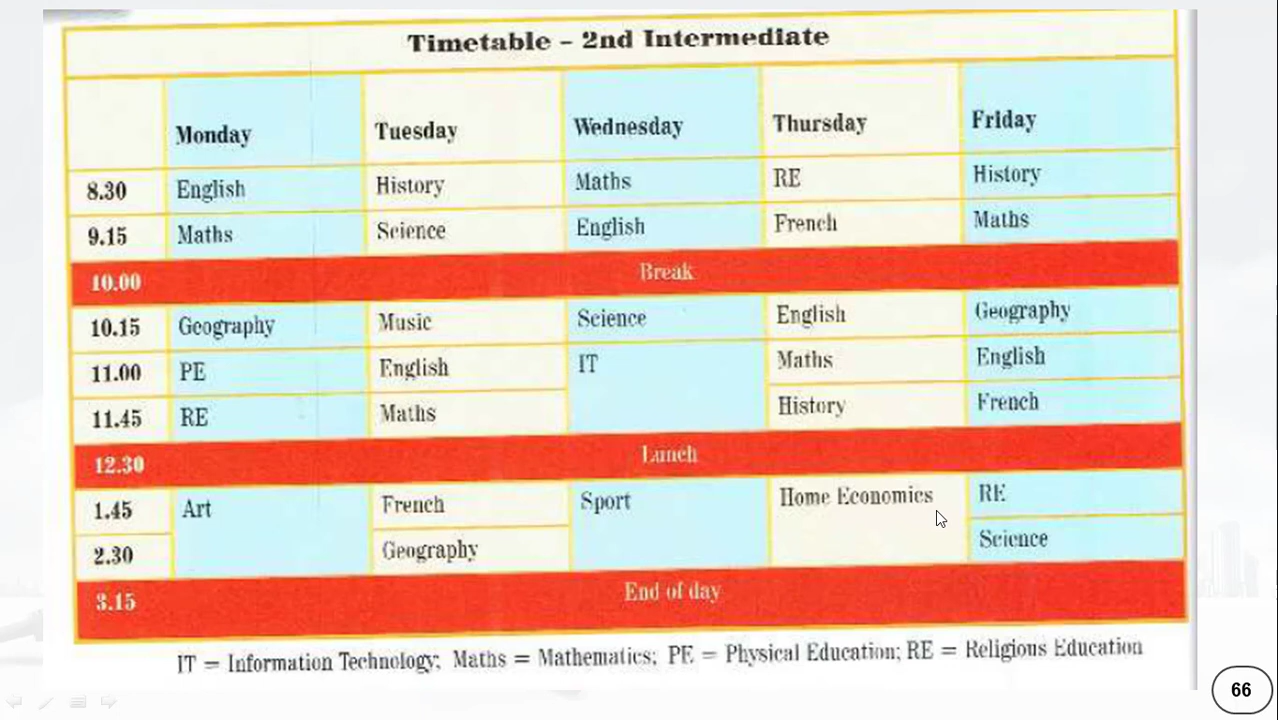 Timetable – 2nd Intermediate
Monday Tuesday Wednesday Thursday Friday
8.30 English History Maths RE History
9.15 Maths Science English French Maths
10.00 Break
10.15 Geography Music Science English Geography
11.00 PE English IT Maths English
11.45 RE Maths History French
12.30 Lunch
1.45 Art French Sport Home Economics RE
2.30 Geography Science
3.15 End of day
IT = Information Technology; Maths = Mathematics; PE = Physical Education; RE = Religious Education
66